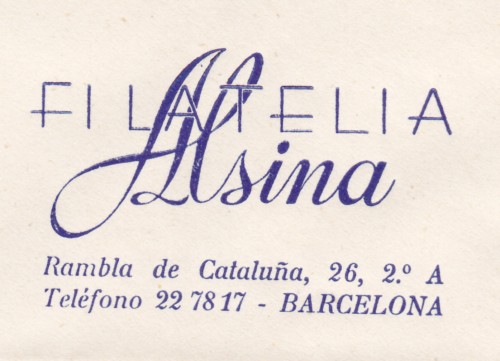 FILATELIA
Alsina
Rambla de Cataluña, 26, 2.º A
Teléfono 22 78 17 - BARCELONA